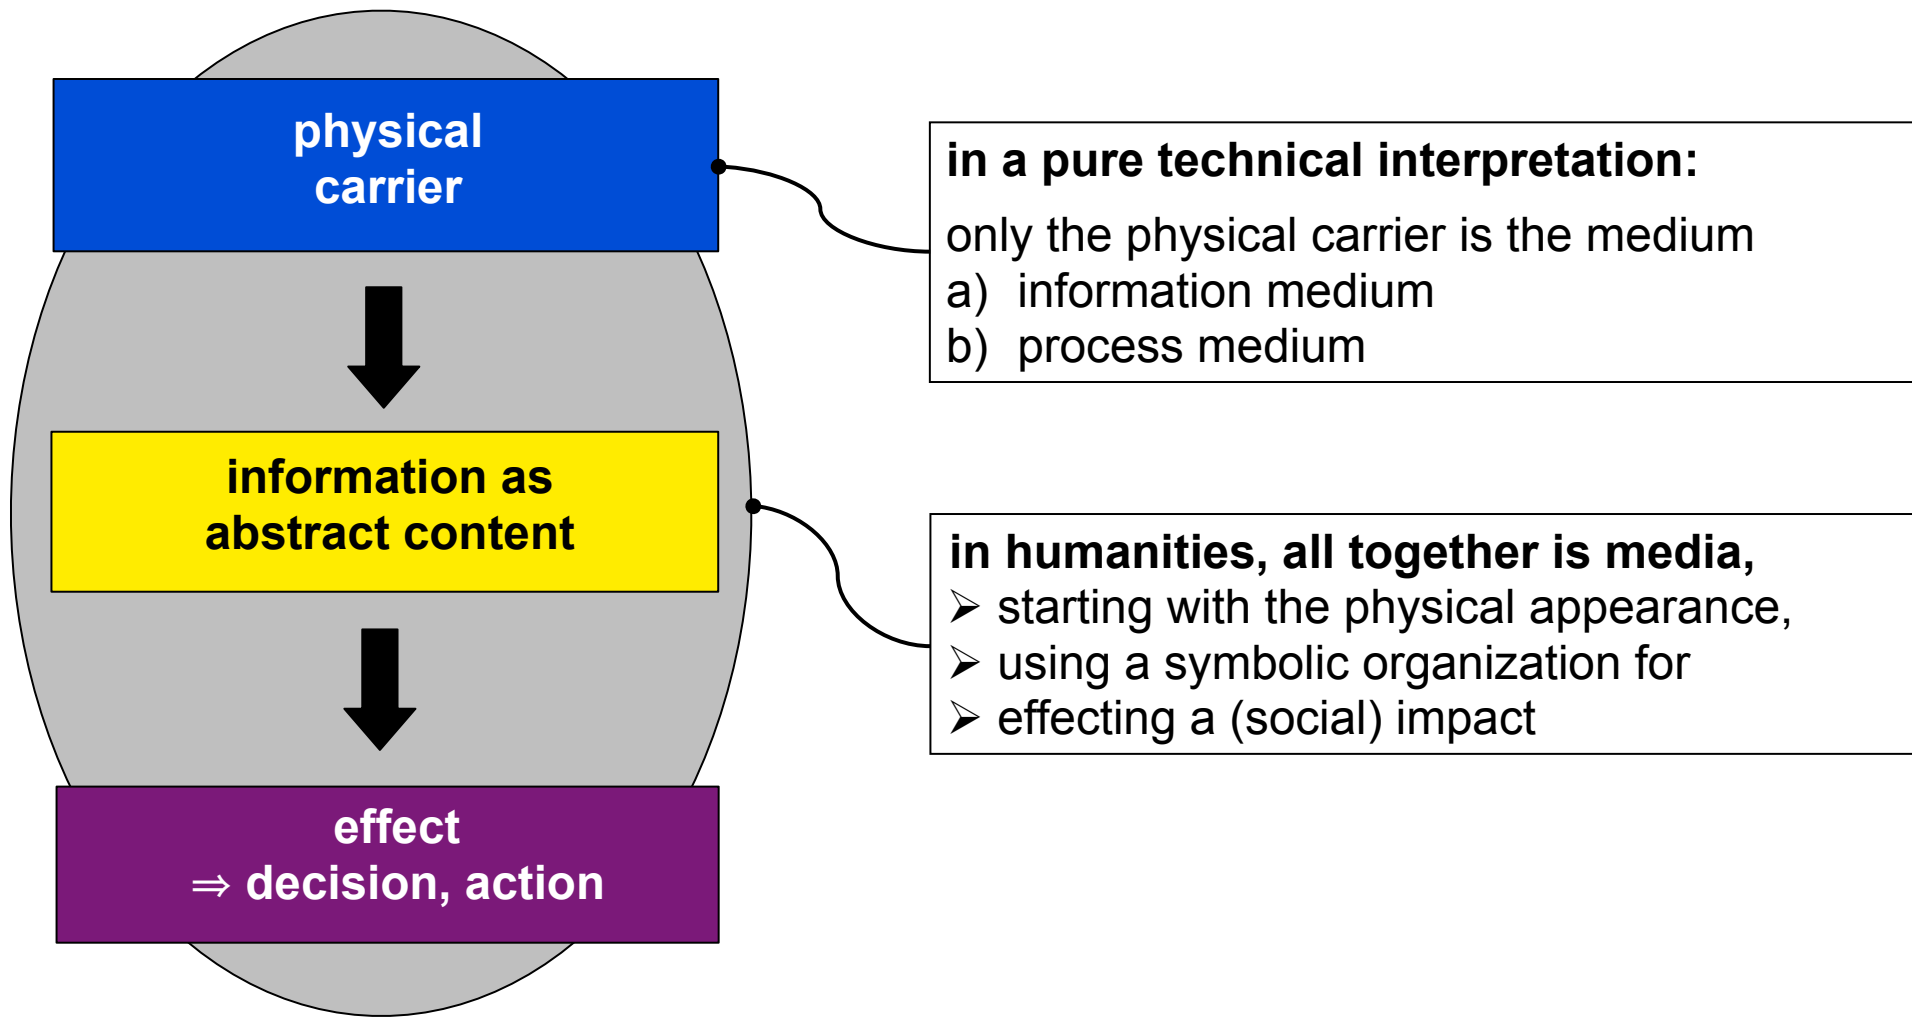 physical
carrier
in a pure technical interpretation:
only the physical carrier is the medium
a) information medium
b) process medium
information as
abstract content
in humanities, all together is media,
➢ starting with the physical appearance,
➢ using a symbolic organization for
➢ effecting a (social) impact
effect
⇒ decision, action